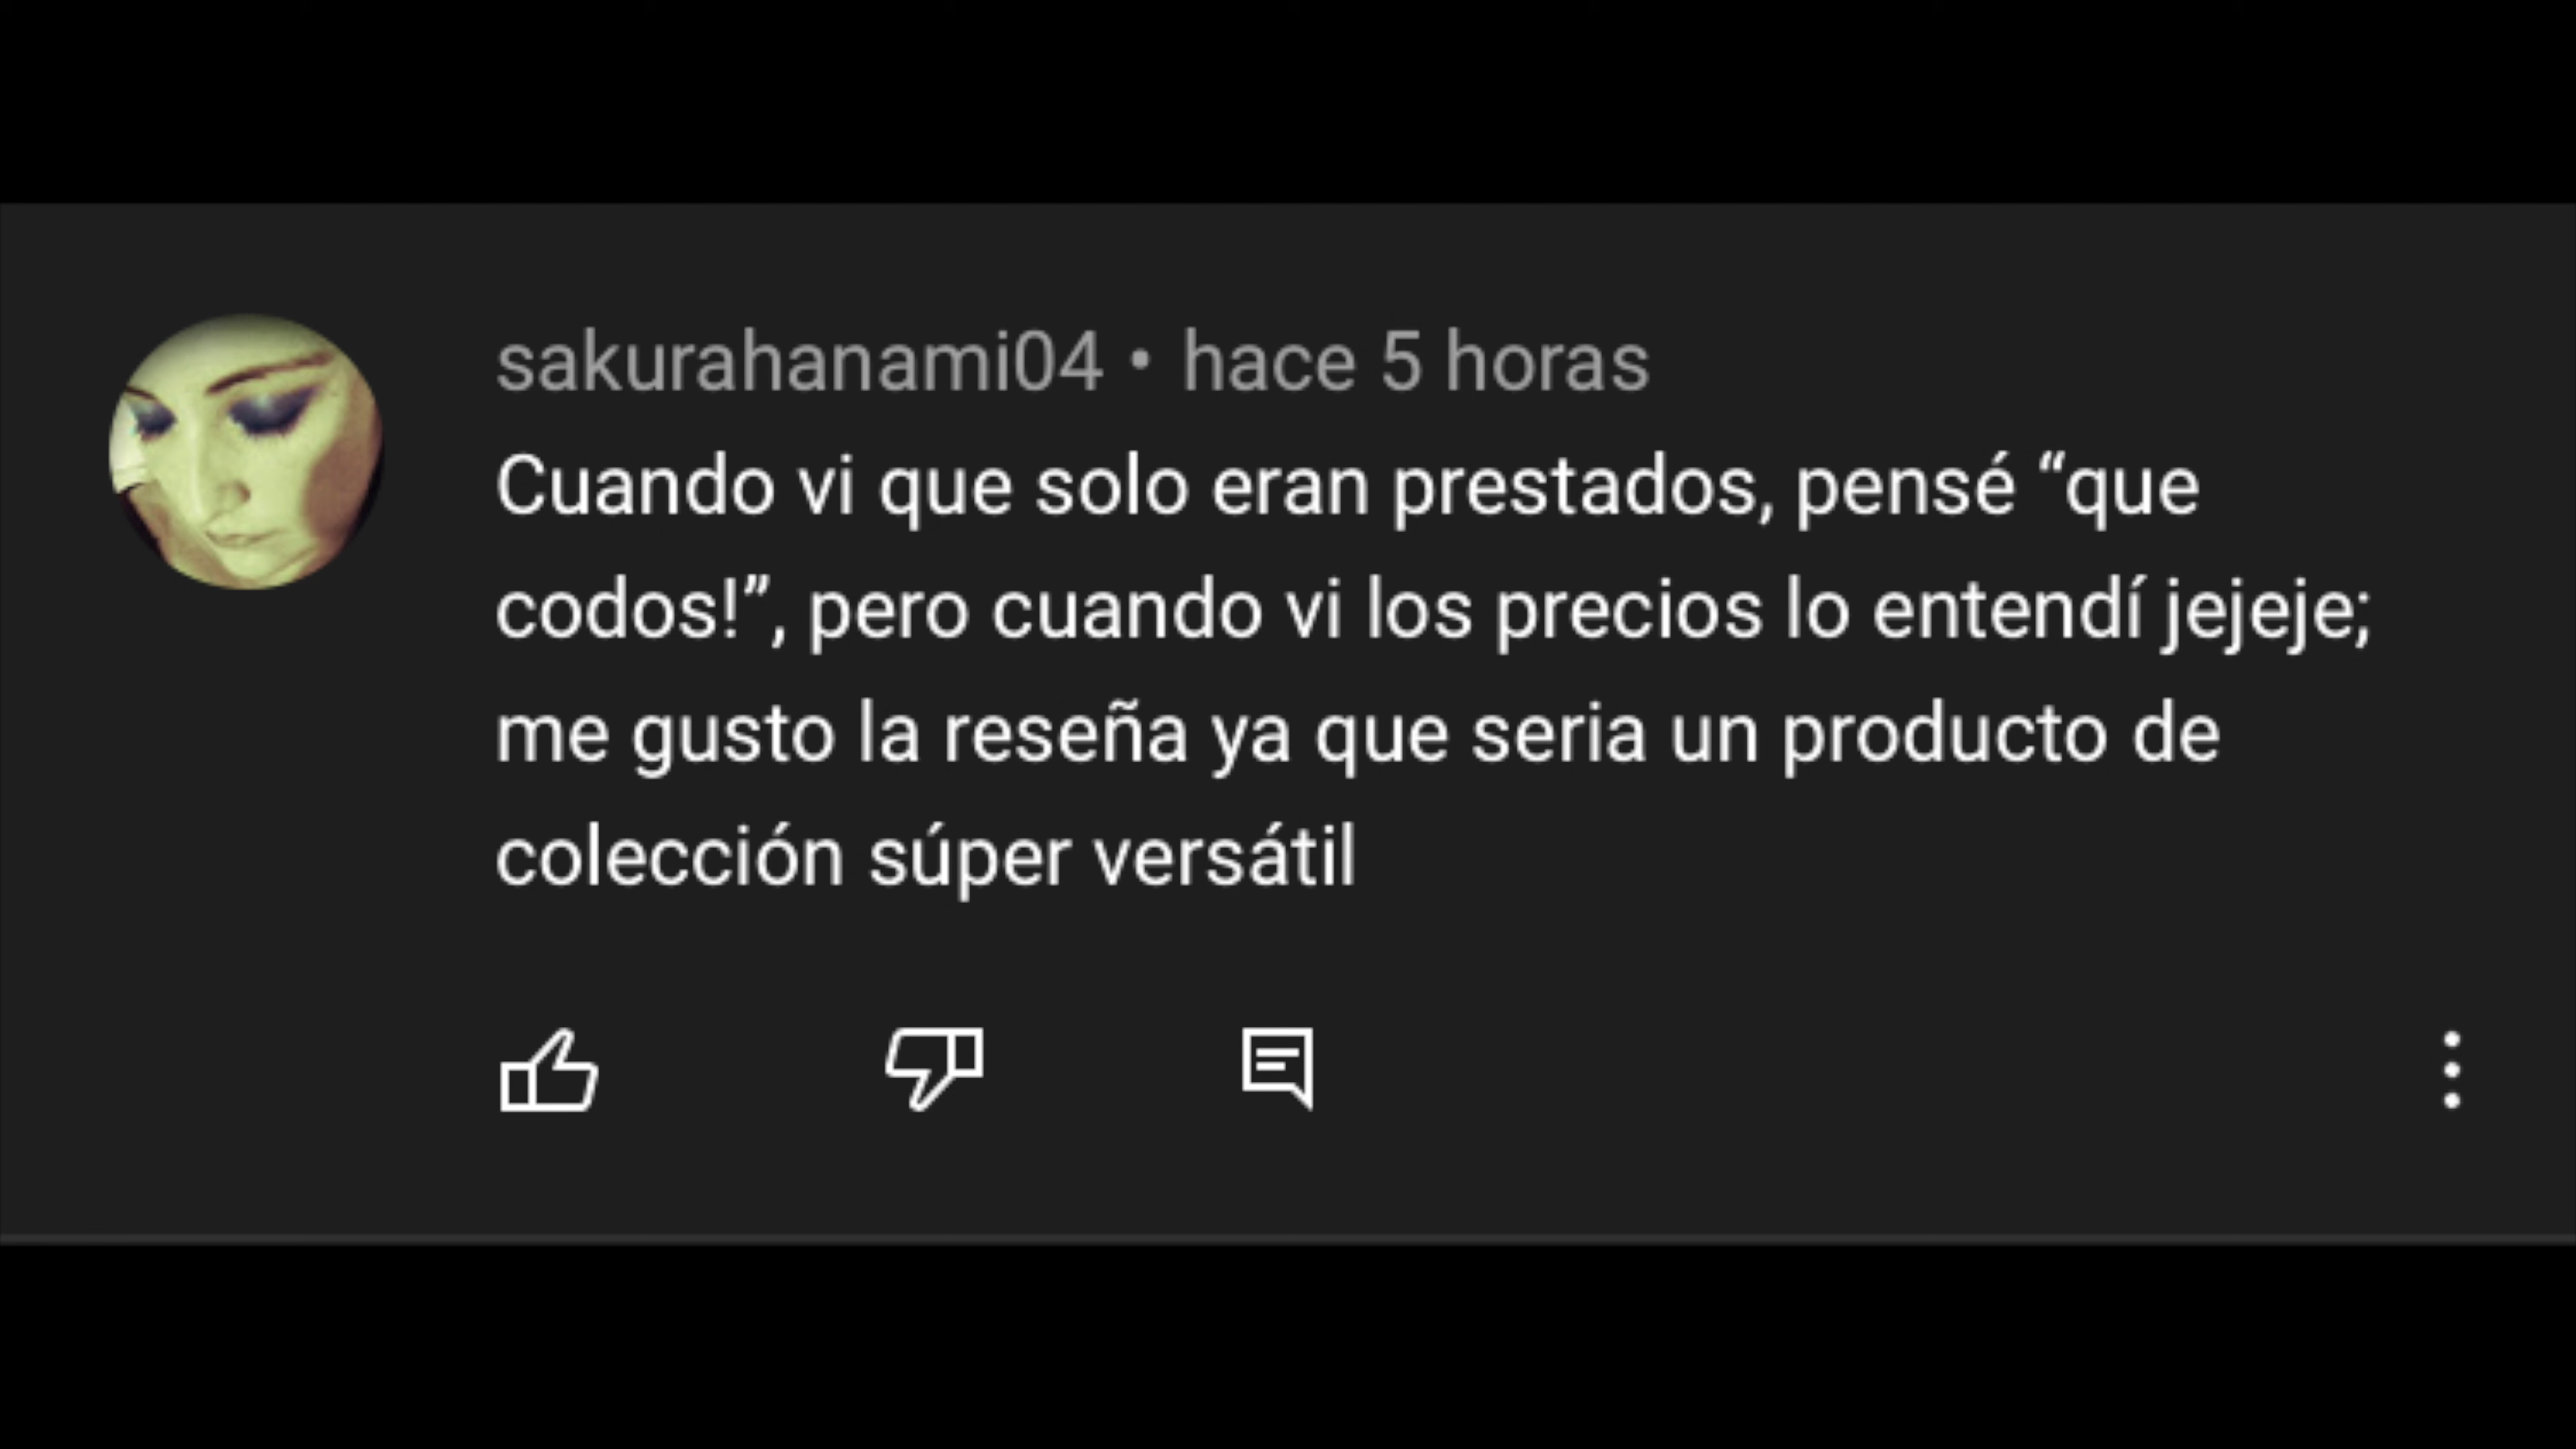 sakurahanami04 • hace 5 horas
Cuando vi que solo eran prestados, pensé “que
codos!”, pero cuando vi los precios lo entendí jejeje;
me gusto la reseña ya que seria un producto de
colección súper versátil